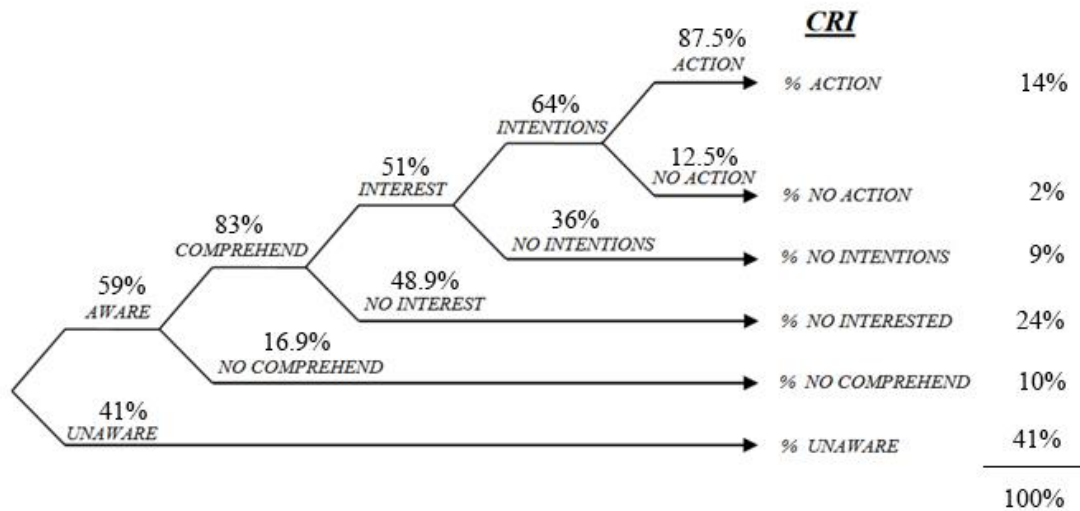 CRI
87.5%
ACTION
% ACTION 14%
64%
INTENTIONS
12.5%
NO ACTION
% NO ACTION 2%
51%
INTEREST
36%
NO INTENTIONS
% NO INTENTIONS 9%
83%
COMPREHEND
48.9%
NO INTEREST
% NO INTERESTED 24%
59%
AWARE
16.9%
NO COMPREHEND
% NO COMPREHEND 10%
41%
UNAWARE
% UNAWARE 41%
100%